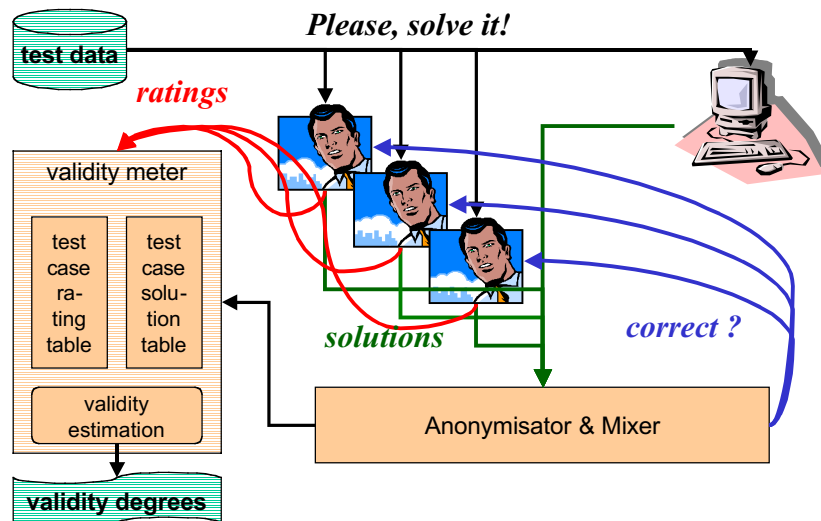 Please, solve it!
test data
ratings
validity meter
test
case
ra-
ting
table
test
case
solu-
tion
table
solutions
correct ?
validity
estimation
Anonymisator & Mixer
validity degrees